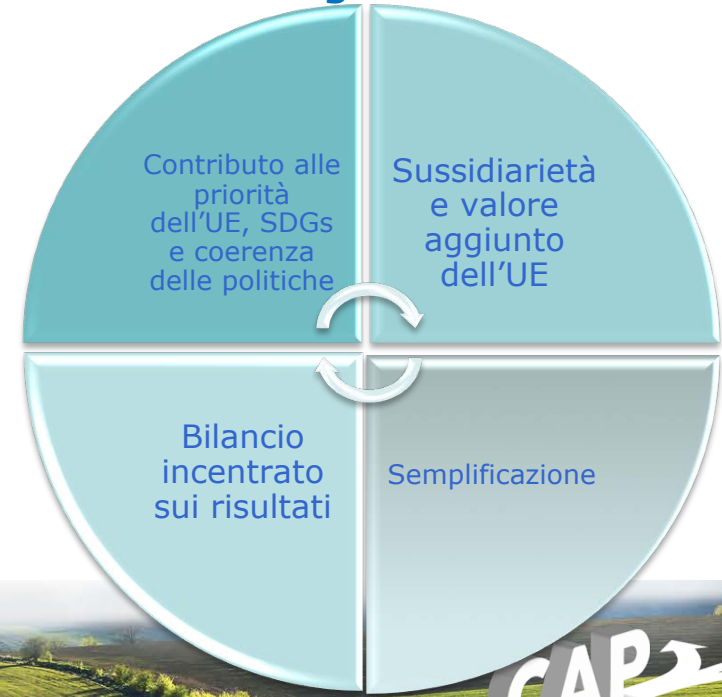 Contributo alle
priorità
dell’UE, SDGs
e coerenza
delle politiche
Sussidiarietà
e valore
aggiunto
dell’UE
Bilancio
incentrato
sui risultati
Semplificazione
CAP